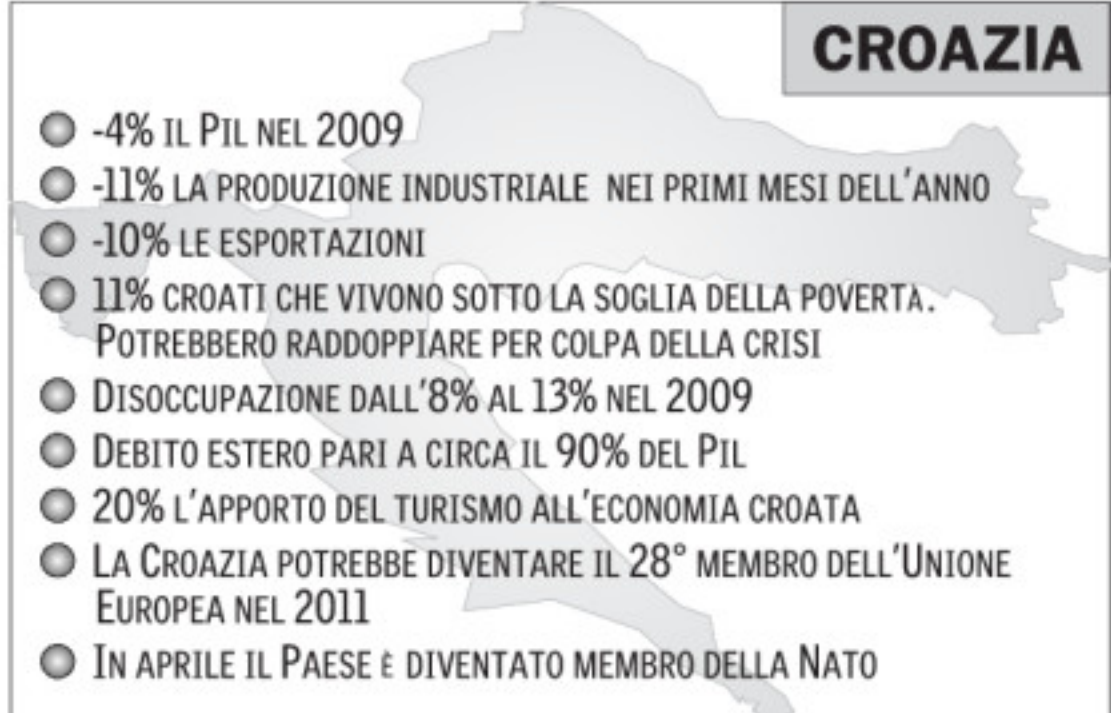 CROAZIA
-4% IL PIL NEL 2009
-11% LA PRODUZIONE INDUSTRIALE NEI PRIMI MESI DELL'ANNO
-10% LE ESPORTAZIONI
11% CROATI CHE VIVONO SOTTO LA SOGLIA DELLA POVERTÀ.
POTREBBERO RADDOPPIARE PER COLPA DELLA CRISI
DISOCCUPAZIONE DALL'8% AL 13% NEL 2009
DEBITO ESTERO PARI A CIRCA IL 90% DEL PIL
20% L'APPORTO DEL TURISMO ALL'ECONOMIA CROATA
LA CROAZIA POTREBBE DIVENTARE IL 28° MEMBRO DELL'UNIONE
EUROPEA NEL 2011
IN APRILE IL PAESE È DIVENTATO MEMBRO DELLA NATO